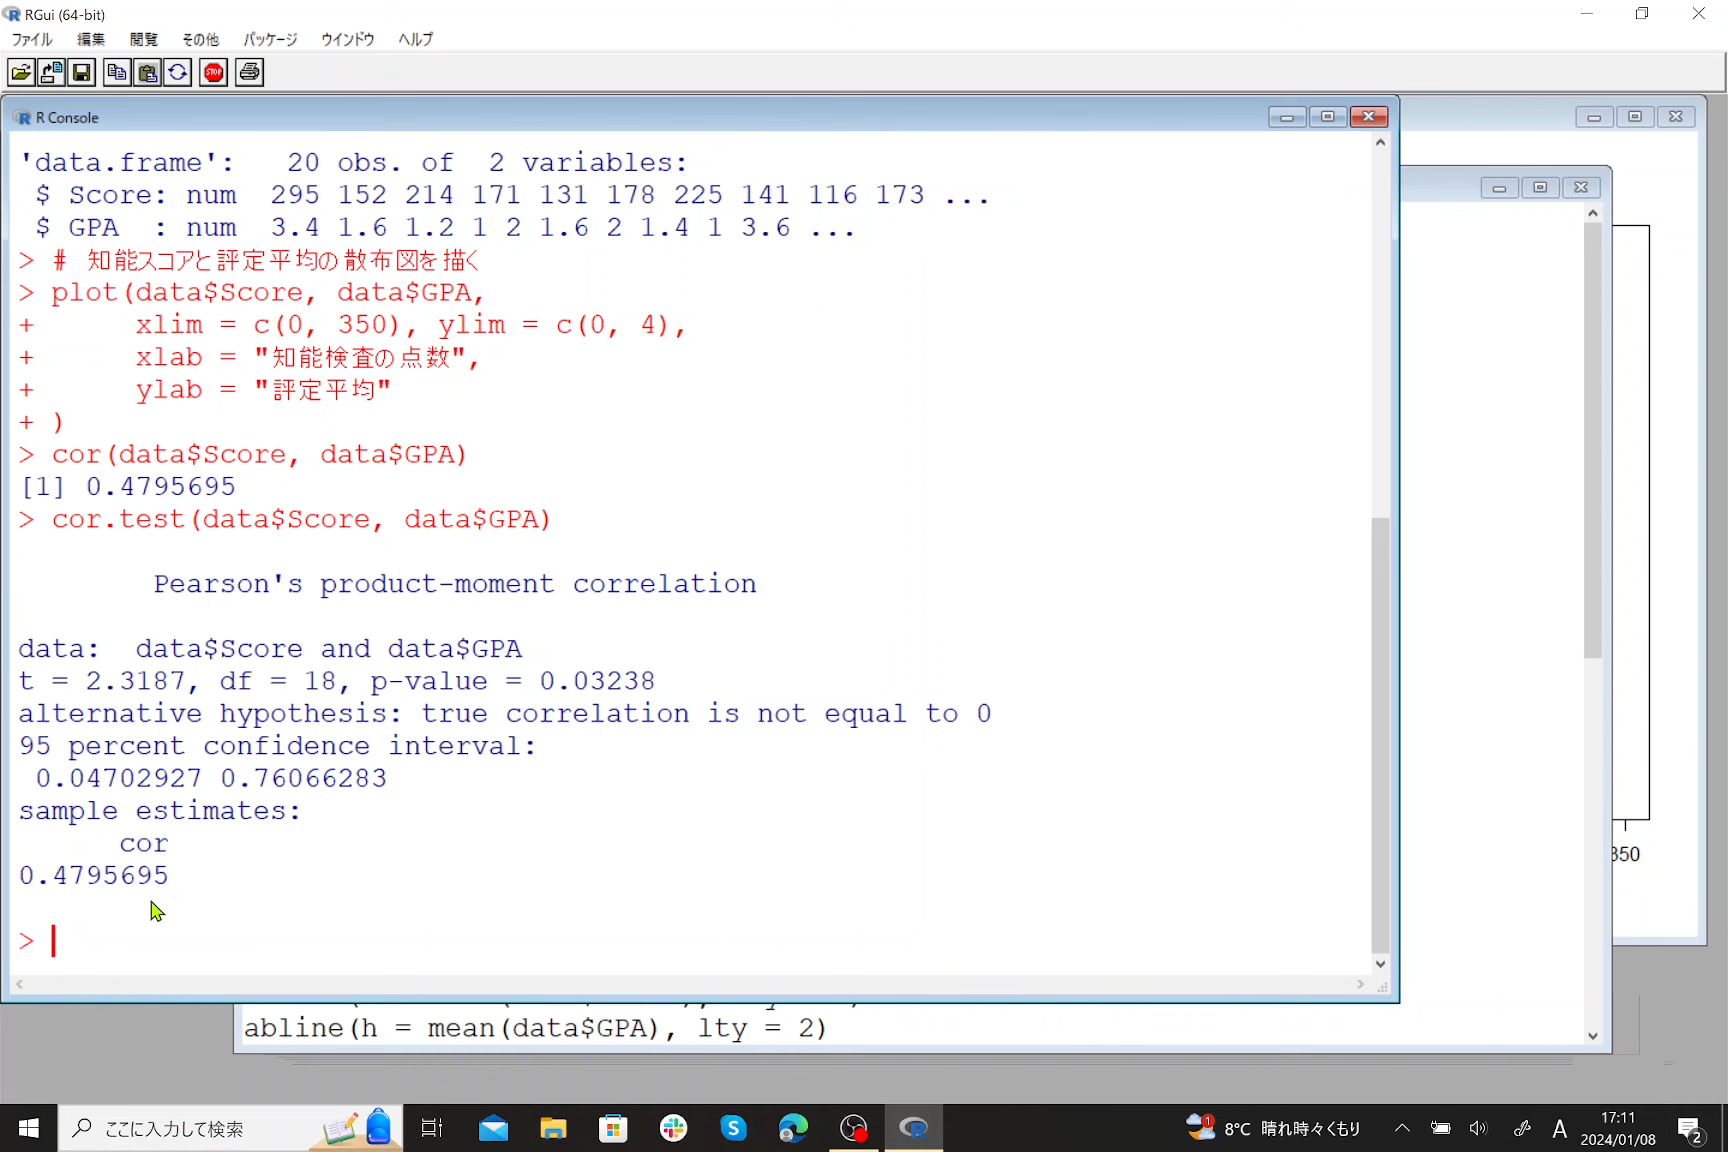 RGui (64-bit)
ファイル 編集 閲覧 その他 パッケージ ウインドウ ヘルプ
STOP
R Console
'data.frame':   20 obs. of  2 variables:
 $ Score: num  295 152 214 171 131 178 225 141 116 173 ...
 $ GPA  : num  3.4 1.6 1.2 1 2 1.6 2 1.4 1 3.6 ...
> # 知能スコアと評定平均の散布図を描く
> plot(data$Score, data$GPA,
+      xlim = c(0, 350), ylim = c(0, 4),
+      xlab = "知能検査の点数",
+      ylab = "評定平均"
+ )
> cor(data$Score, data$GPA)
[1] 0.4795695
> cor.test(data$Score, data$GPA)
        Pearson's product-moment correlation
data:  data$Score and data$GPA
t = 2.3187, df = 18, p-value = 0.03238
alternative hypothesis: true correlation is not equal to 0
95 percent confidence interval:
 0.04702927 0.76066283
sample estimates:
      cor
0.4795695
>
350
abline(h = mean(data$GPA), lty = 2)
ここに入力して検索
1
8°C 晴れ時々くもり
A
17:11
2024/01/08
2